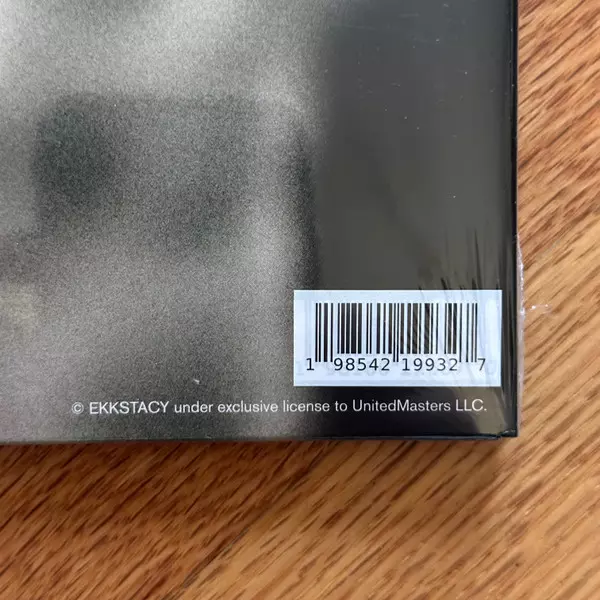 1 98542 19932 7
© EKKSTACY under exclusive license to UnitedMasters LLC.